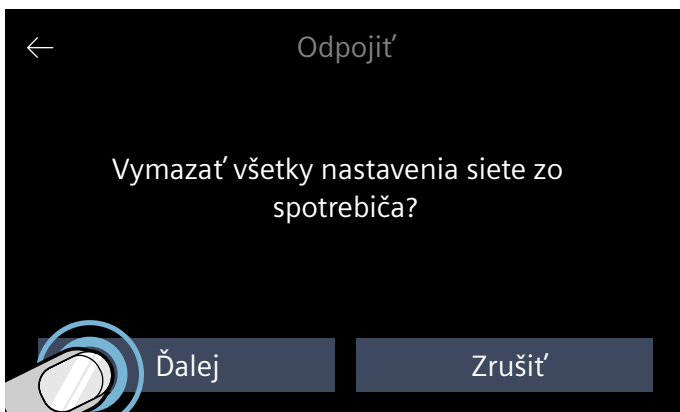 Odpojiť
Vymazať všetky nastavenia siete zo
spotrebiča?
Ďalej
Zrušiť